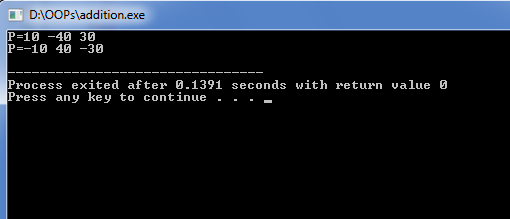 D:\OOPs\addition.exe
P=10 -40 30
P=-10 40 -30
--------------------------------
Process exited after 0.1391 seconds with return value 0
Press any key to continue . . . _